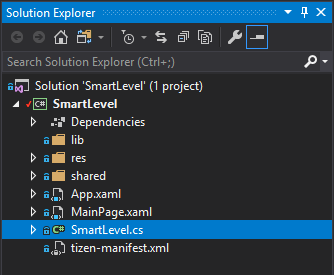 Solution Explorer
Search Solution Explorer (Ctrl+;)
Solution 'SmartLevel' (1 project)
C# SmartLevel
Dependencies
lib
res
shared
App.xaml
MainPage.xaml
C# SmartLevel.cs
tizen-manifest.xml